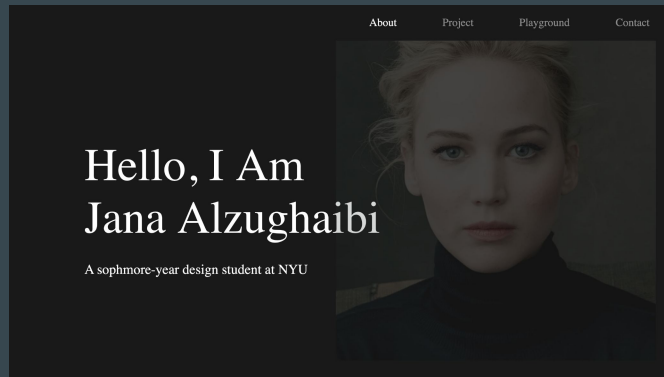 About Project Playground Contact
Hello, I Am
Jana Alzughaibi
A sophmore-year design student at NYU